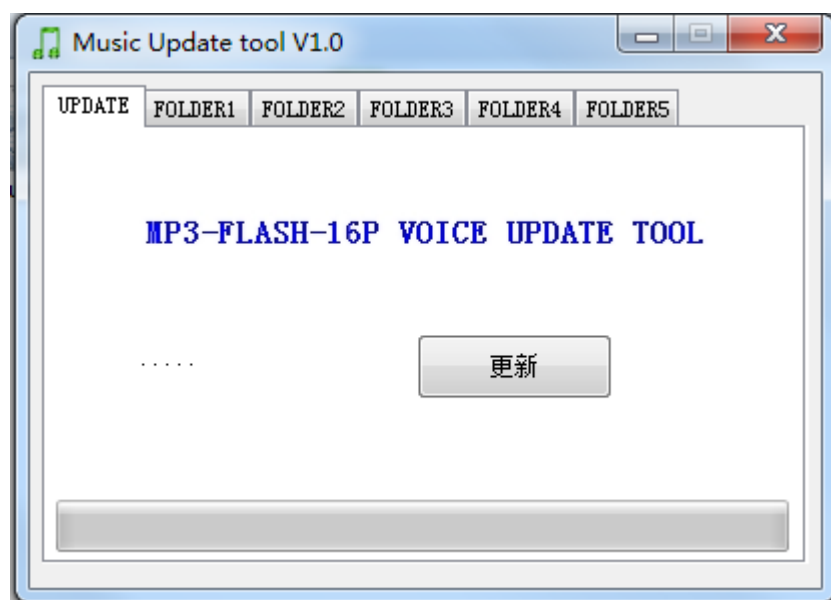 Music Update tool V1.0
UPDATE FOLDER1 FOLDER2 FOLDER3 FOLDER4 FOLDER5
MP3-FLASH-16P VOICE UPDATE TOOL
..... 更新